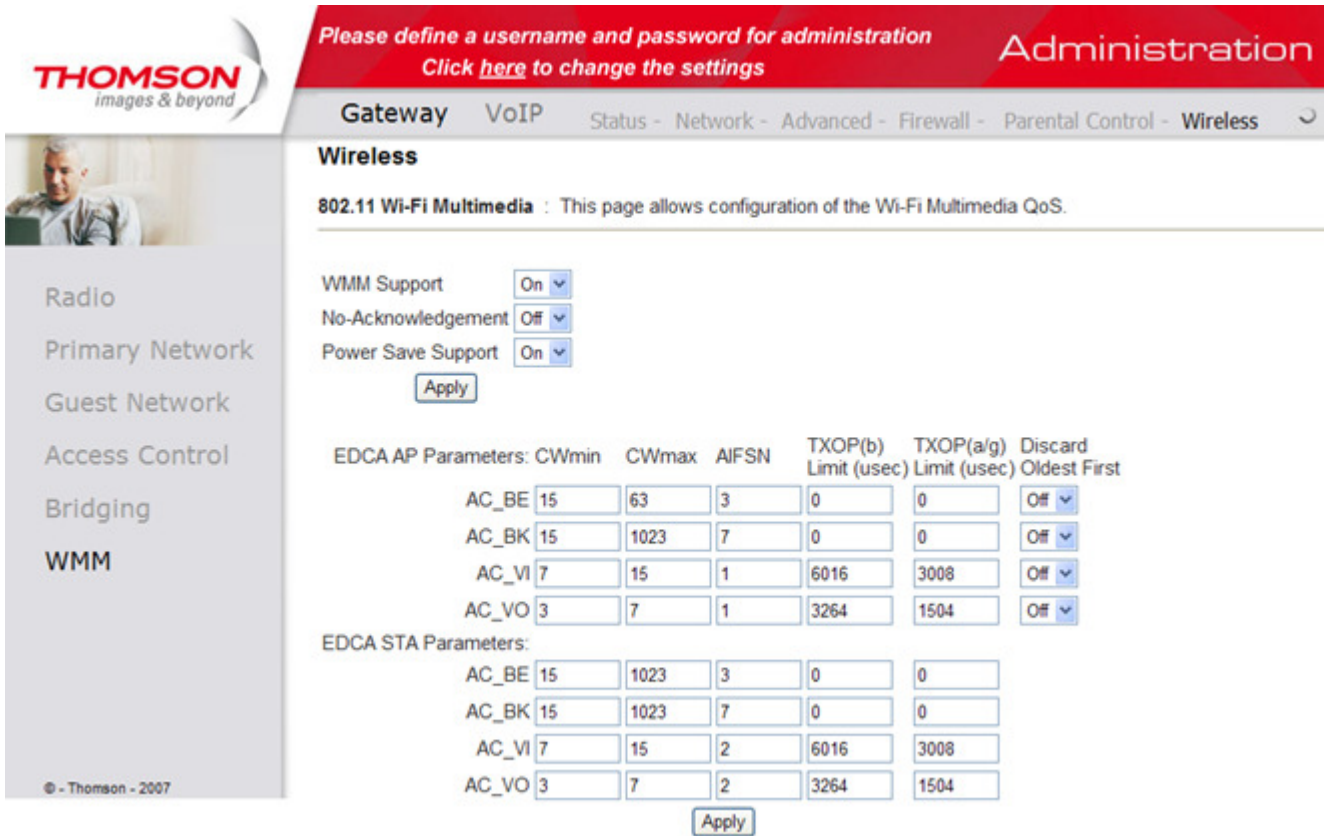 THOMSON
images & beyond
Please define a username and password for administration
Click here to change the settings
Administration
Gateway VoIP Status - Network - Advanced - Firewall - Parental Control - Wireless
Wireless
802.11 Wi-Fi Multimedia : This page allows configuration of the Wi-Fi Multimedia QoS.
Radio
Primary Network
Guest Network
Access Control
Bridging
WMM
© - Thomson - 2007
WMM Support On
No-Acknowledgement Off
Power Save Support On
Apply
EDCA AP Parameters: CWmin CWmax AIFSN TXOP(b) Limit (usec) TXOP(a/g) Limit (usec) Discard Oldest First
AC_BE 15 63 3 0 0 Off
AC_BK 15 1023 7 0 0 Off
AC_VI 7 15 1 6016 3008 Off
AC_VO 3 7 1 3264 1504 Off
EDCA STA Parameters:
AC_BE 15 1023 3 0 0
AC_BK 15 1023 7 0 0
AC_VI 7 15 2 6016 3008
AC_VO 3 7 2 3264 1504
Apply